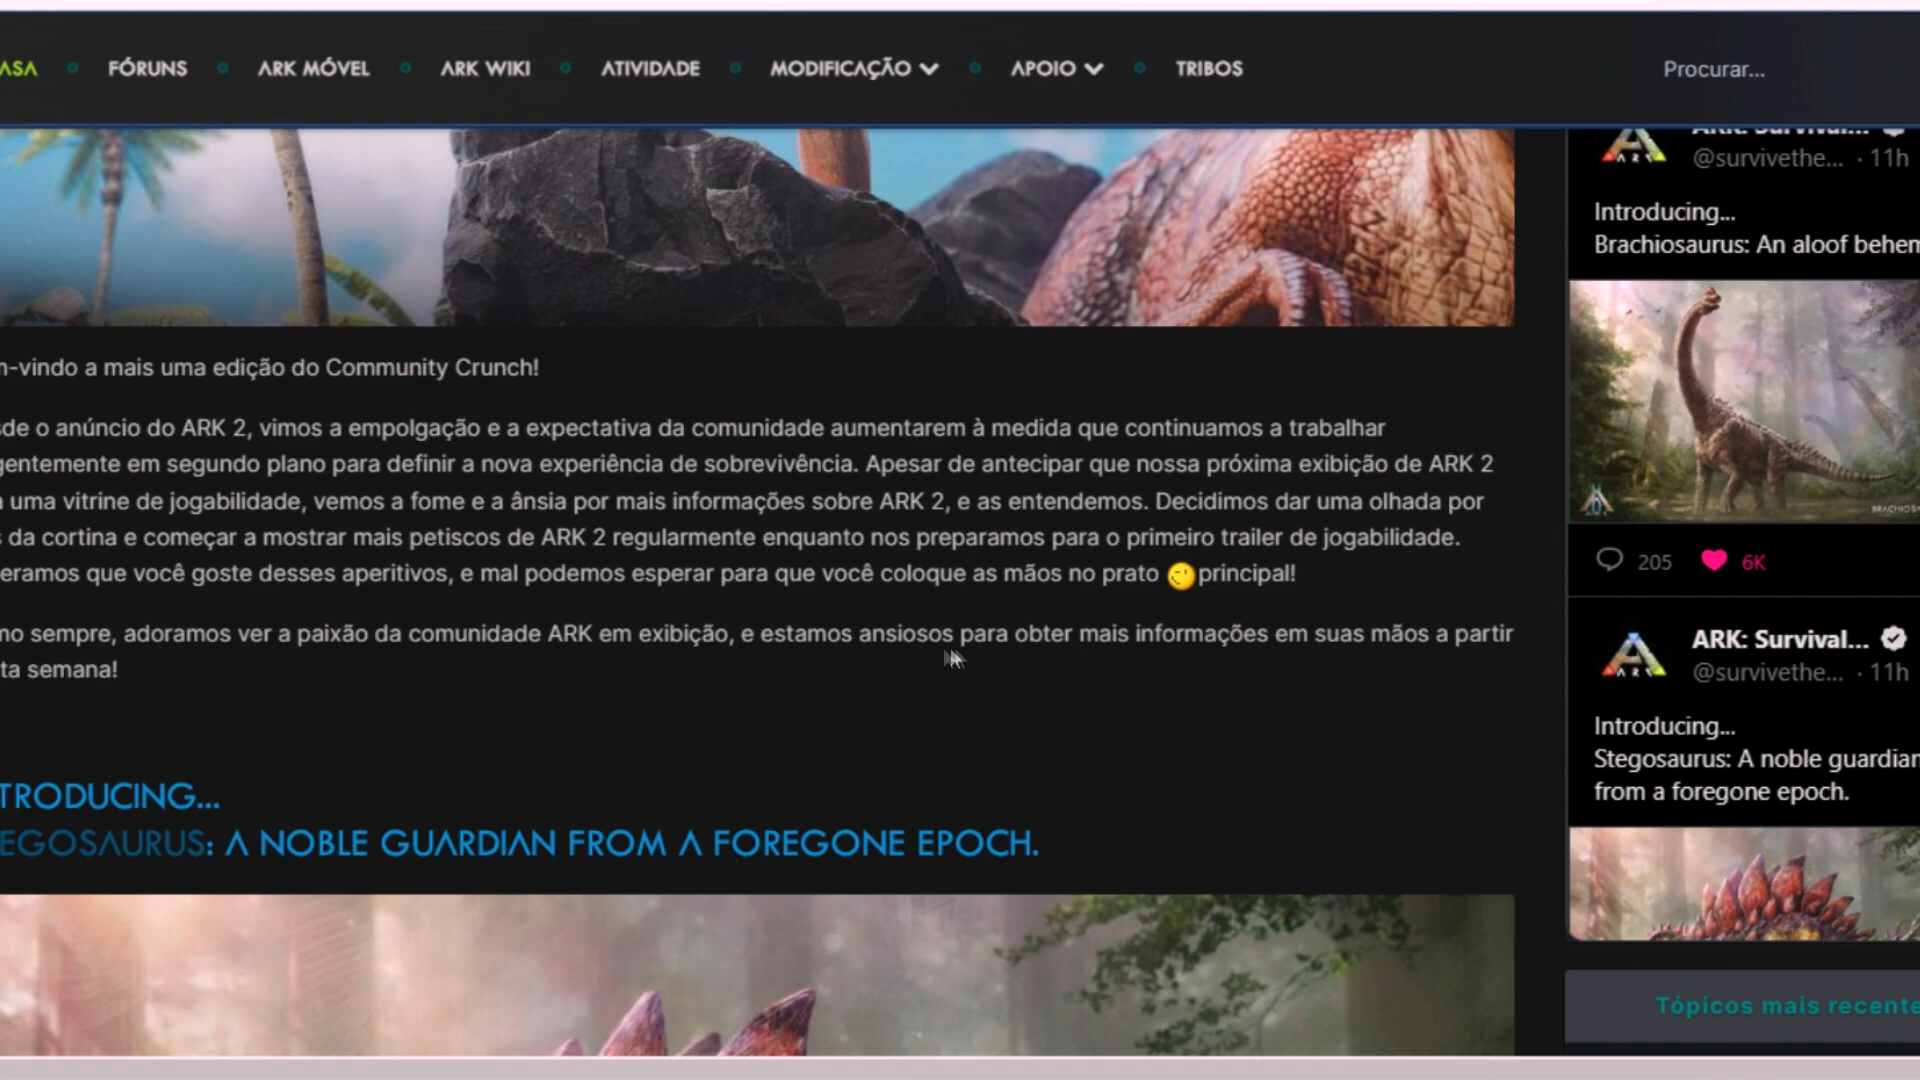 ASA FÓRUNS ARK MÓVEL ARK WIKI ATIVIDADE MODIFICAÇÃO APOIO TRIBOS Procurar...
m-vindo a mais uma edição do Community Crunch!
sde o anúncio do ARK 2, vimos a empolgação e a expectativa da comunidade aumentarem à medida que continuamos a trabalhar
gentemente em segundo plano para definir a nova experiência de sobrevivência. Apesar de antecipar que nossa próxima exibição de ARK 2
uma vitrine de jogabilidade, vemos a fome e a ânsia por mais informações sobre ARK 2, e as entendemos. Decidimos dar uma olhada por
s da cortina e começar a mostrar mais petiscos de ARK 2 regularmente enquanto nos preparamos para o primeiro trailer de jogabilidade.
eramos que você goste desses aperitivos, e mal podemos esperar para que você coloque as mãos no prato principal!
mo sempre, adoramos ver a paixão da comunidade ARK em exibição, e estamos ansiosos para obter mais informações em suas mãos a partir
ta semana!
TRODUCING...
EGOSAURUS: A NOBLE GUARDIAN FROM A FOREGONE EPOCH.
ARK: Survival...
@survivethe... · 11h
Introducing...
Brachiosaurus: An aloof behem
ARK
205 6K
ARK
ARK: Survival...
@survivethe... · 11h
Introducing...
Stegosaurus: A noble guardian
from a foregone epoch.
Tópicos mais recente